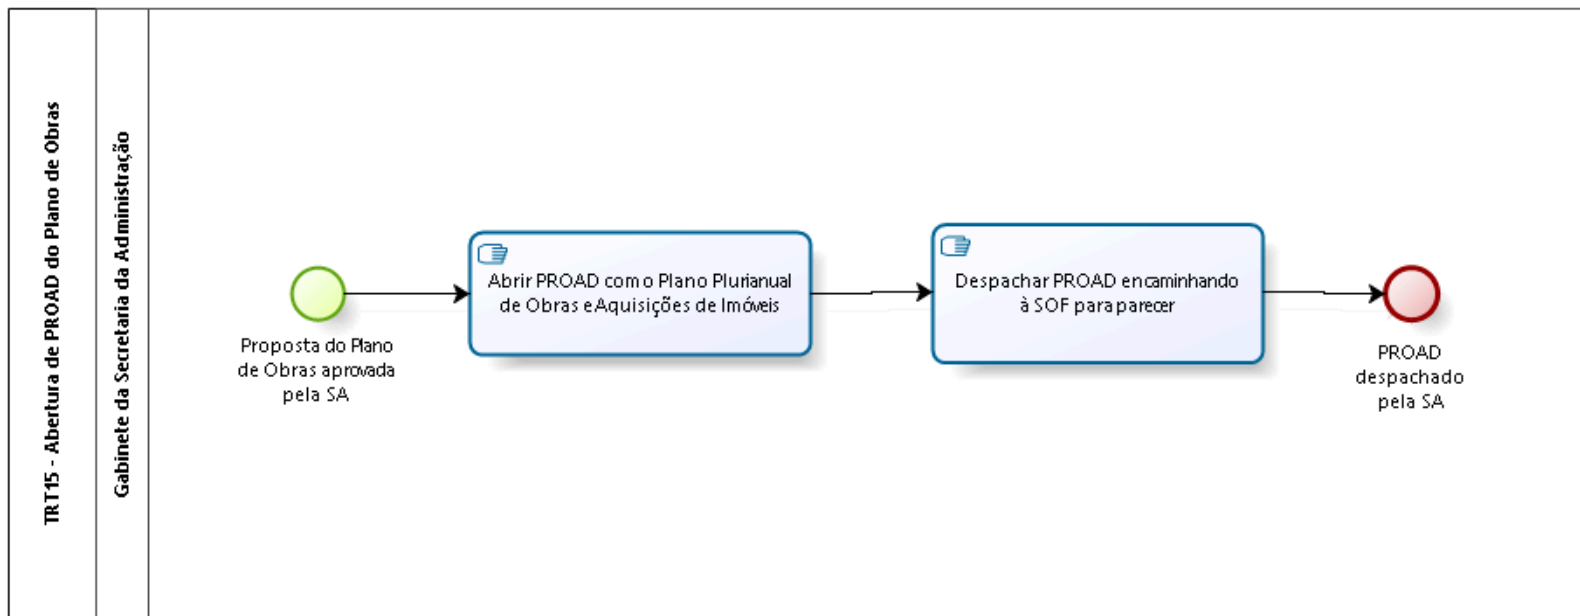 TRT15 - Abertura de PROAD do Plano de Obras
Gabinete da Secretaria da Administração
Proposta do Plano
de Obras aprovada
pela SA
Abrir PROAD com o Plano Plurianual
de Obras e Aquisições de Imóveis
Despachar PROAD encaminhando
à SOF para parecer
PROAD
despachado
pela SA